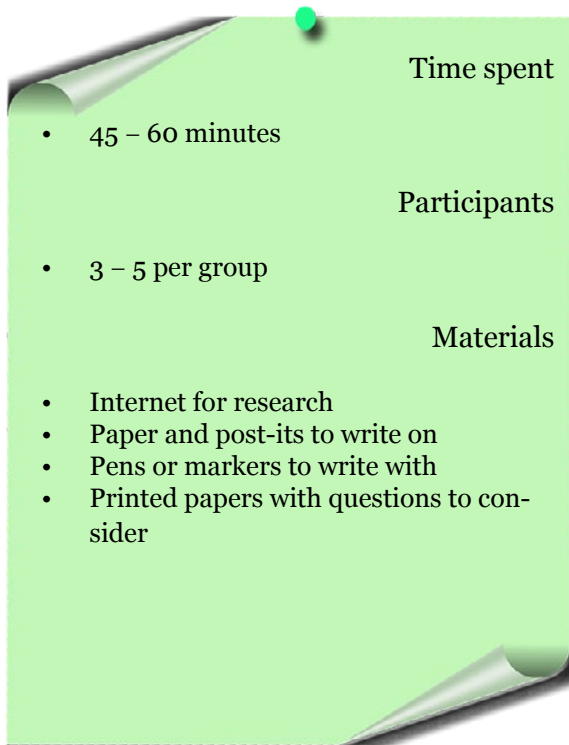 Time spent
• 45 – 60 minutes
Participants
• 3 – 5 per group
Materials
• Internet for research
• Paper and post-its to write on
• Pens or markers to write with
• Printed papers with questions to con-
sider